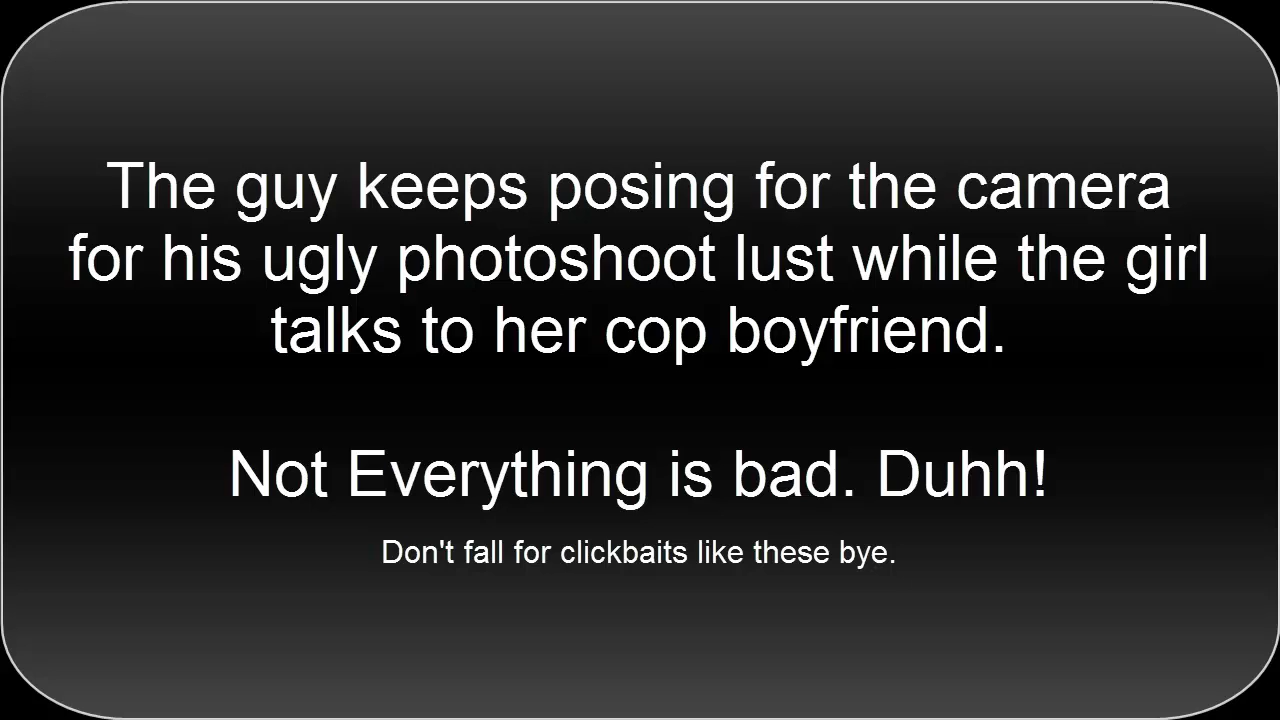 The guy keeps posing for the camera
for his ugly photoshoot lust while the girl
talks to her cop boyfriend.
Not Everything is bad. Duhh!
Don't fall for clickbaits like these bye.